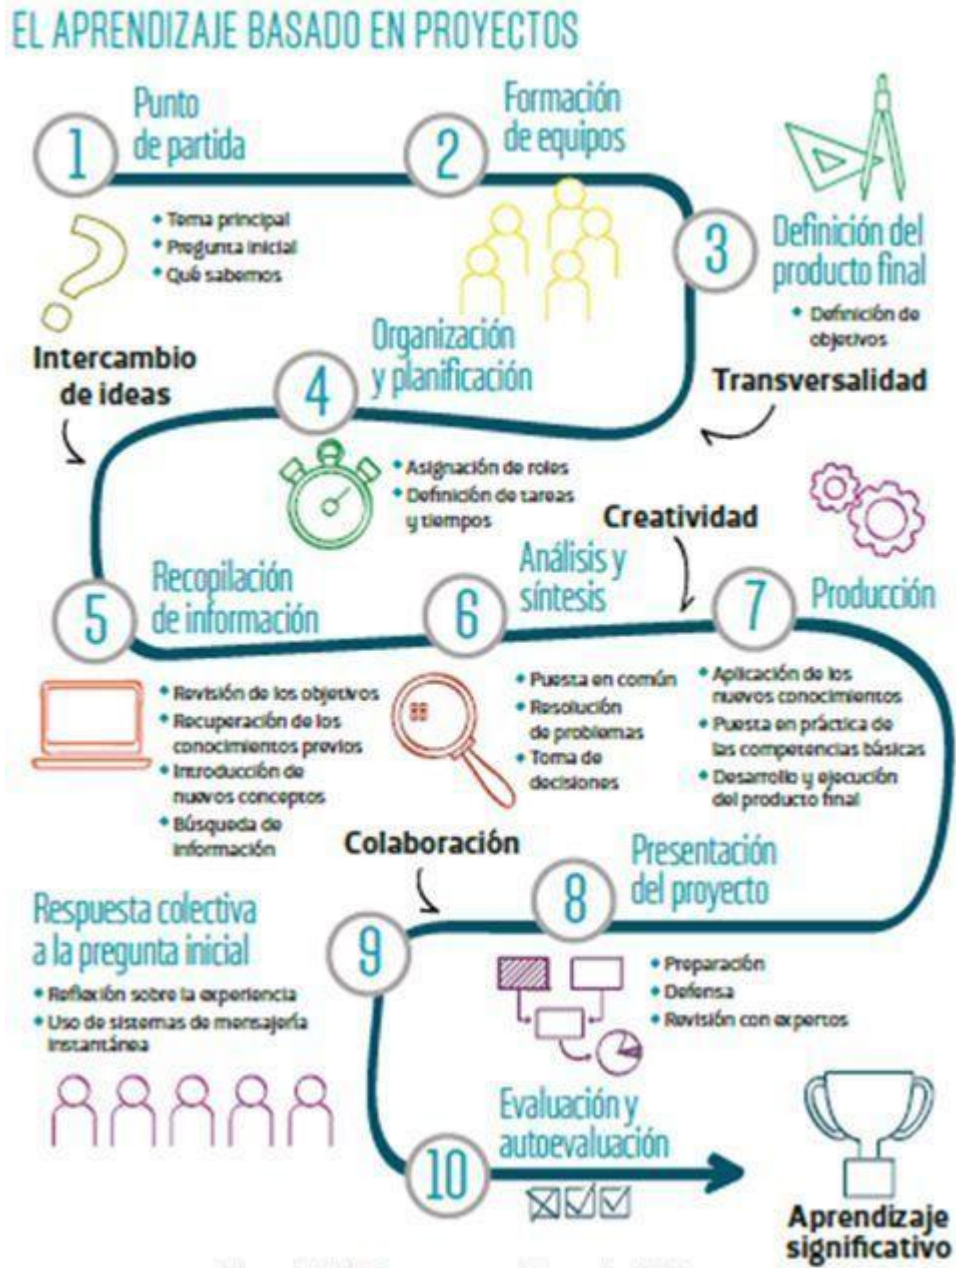 EL APRENDIZAJE BASADO EN PROYECTOS
1
Punto
de partida
Tema principal
Pregunta inicial
Qué sabemos
2
Formación
de equipos
3
Definición del
producto final
Definición de
objetivos
Transversalidad
4
Organización
y planificación
Asignación de roles
Definición de tareas
y tiempos
Intercambio
de ideas
5
Recopilación
de información
Revisión de los objetivos
Recuperación de los
conocimientos previos
Introducción de
nuevos conceptos
Búsqueda de
información
6
Análisis y
síntesis
Puesta en común
Resolución
de problemas
Toma de
decisiones
Creatividad
7
Producción
Aplicación de los
nuevos conocimientos
Puesta en práctica de
las competencias básicas
Desarrollo y ejecución
del producto final
8
Presentación
del proyecto
Preparación
Defensa
Revisión con expertos
Colaboración
9
Respuesta colectiva
a la pregunta inicial
Reflexión sobre la experiencia
Uso de sistemas de mensajería
instantánea
10
Evaluación y
autoevaluación
Aprendizaje
significativo